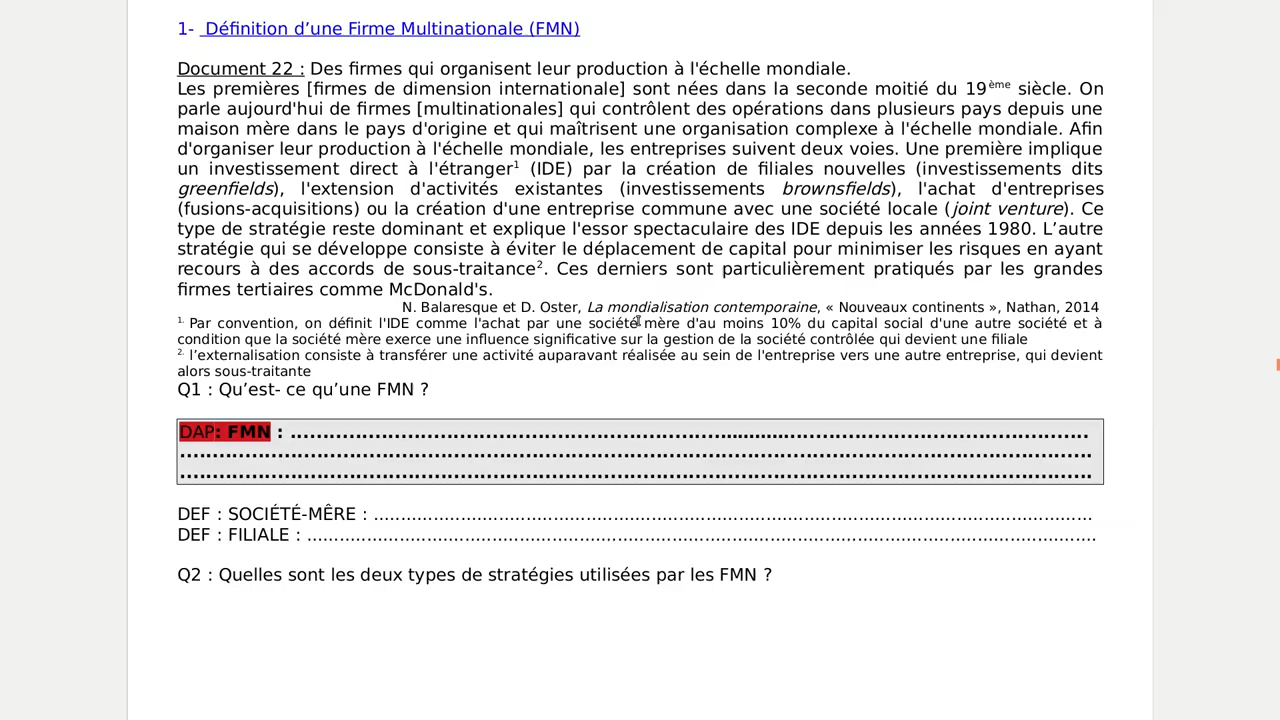 1- Définition d’une Firme Multinationale (FMN)
Document 22 : Des firmes qui organisent leur production à l'échelle mondiale.
Les premières [firmes de dimension internationale] sont nées dans la seconde moitié du 19ème siècle. On
parle aujourd'hui de firmes [multinationales] qui contrôlent des opérations dans plusieurs pays depuis une
maison mère dans le pays d'origine et qui maîtrisent une organisation complexe à l'échelle mondiale. Afin
d'organiser leur production à l'échelle mondiale, les entreprises suivent deux voies. Une première implique
un investissement direct à l'étranger1 (IDE) par la création de filiales nouvelles (investissements dits
greenfields), l'extension d'activités existantes (investissements brownsfields), l'achat d'entreprises
(fusions-acquisitions) ou la création d'une entreprise commune avec une société locale (joint venture). Ce
type de stratégie reste dominant et explique l'essor spectaculaire des IDE depuis les années 1980. L’autre
stratégie qui se développe consiste à éviter le déplacement de capital pour minimiser les risques en ayant
recours à des accords de sous-traitance2. Ces derniers sont particulièrement pratiqués par les grandes
firmes tertiaires comme McDonald's.
N. Balaresque et D. Oster, La mondialisation contemporaine, « Nouveaux continents », Nathan, 2014
1. Par convention, on définit l'IDE comme l'achat par une société mère d'au moins 10% du capital social d'une autre société et à
condition que la société mère exerce une influence significative sur la gestion de la société contrôlée qui devient une filiale
2. l’externalisation consiste à transférer une activité auparavant réalisée au sein de l'entreprise vers une autre entreprise, qui devient
alors sous-traitante
Q1 : Qu’est- ce qu’une FMN ?
DAP: FMN : ……………………………………………………………...........……………………………………………
…………………………………………………………………………………………………………………………
…………………………………………………………………………………………………………………………
DEF : SOCIÉTÉ-MÊRE : ……………………………………………………………………………………………
DEF : FILIALE : ………………………………………………………………………………………………………
Q2 : Quelles sont les deux types de stratégies utilisées par les FMN ?